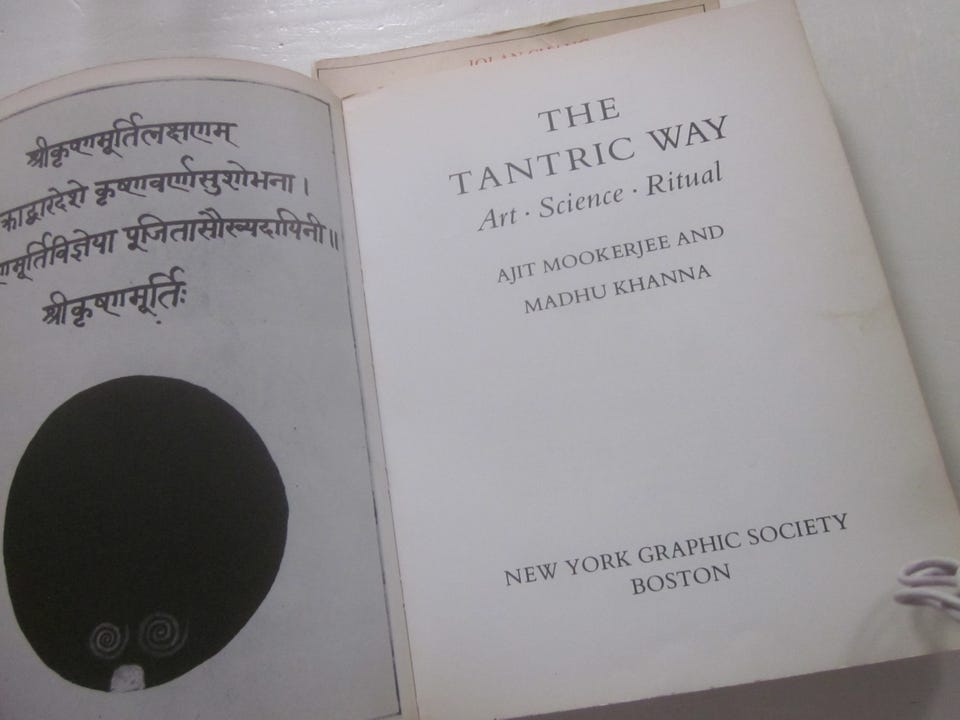 श्रीकृष्णमूर्तिलक्षणम्
कृष्णवर्णसुशोभना।
पूजितासौख्यदायिनी॥
श्रीकृष्णमूर्तिः
THE
TANTRIC WAY
Art · Science · Ritual
AJIT MOOKERJEE AND
MADHU KHANNA
NEW YORK GRAPHIC SOCIETY
BOSTON